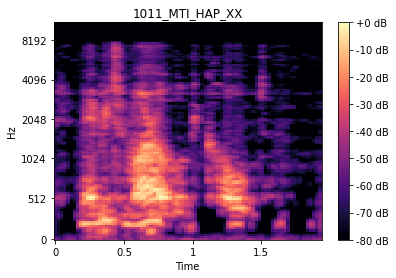 1011_MTI_HAP_XX
+0 dB
8192
-10 dB
4096
-20 dB
-30 dB
2048
Hz
-40 dB
1024
-50 dB
512
-60 dB
-70 dB
0
-80 dB
0
0.5
1
1.5
Time